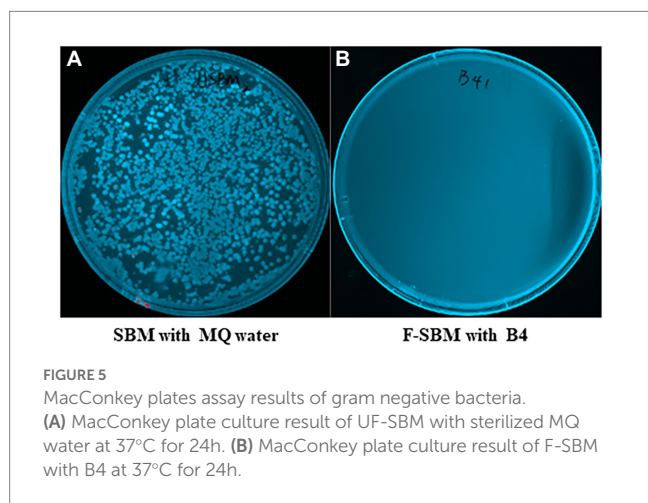 A
B
B41
SBM with MQ water
F-SBM with B4
FIGURE 5
MacConkey plates assay results of gram negative bacteria.
(A) MacConkey plate culture result of UF-SBM with sterilized MQ
water at 37°C for 24h. (B) MacConkey plate culture result of F-SBM
with B4 at 37°C for 24h.